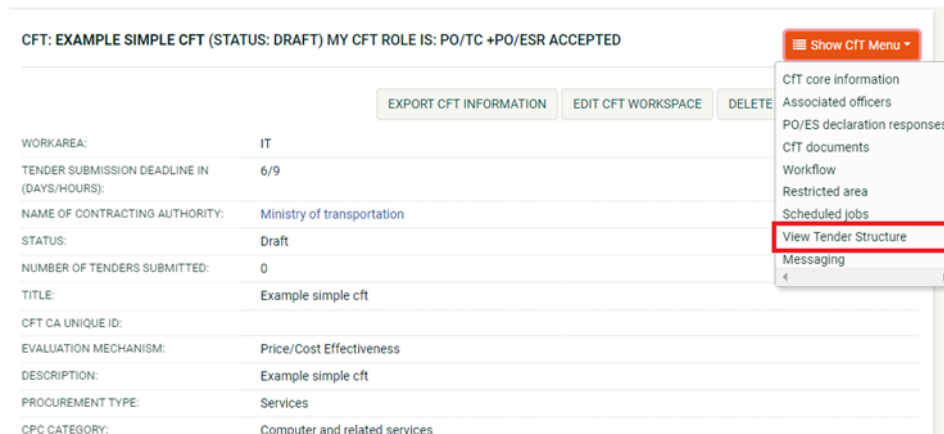 CFT: EXAMPLE SIMPLE CFT (STATUS: DRAFT) MY CFT ROLE IS: PO/TC +PO/ESR ACCEPTED
Show CfT Menu
CfT core information
Associated officers
PO/ES declaration responses
CfT documents
Workflow
Restricted area
Scheduled jobs
View Tender Structure
Messaging
EXPORT CFT INFORMATION EDIT CFT WORKSPACE DELETE
WORKAREA: IT
TENDER SUBMISSION DEADLINE IN 6/9
(DAYS/HOURS):
NAME OF CONTRACTING AUTHORITY: Ministry of transportation
STATUS: Draft
NUMBER OF TENDERS SUBMITTED: 0
TITLE: Example simple cft
CFT CA UNIQUE ID:
EVALUATION MECHANISM: Price/Cost Effectiveness
DESCRIPTION: Example simple cft
PROCUREMENT TYPE: Services
CPC CATEGORY: Computer and related services